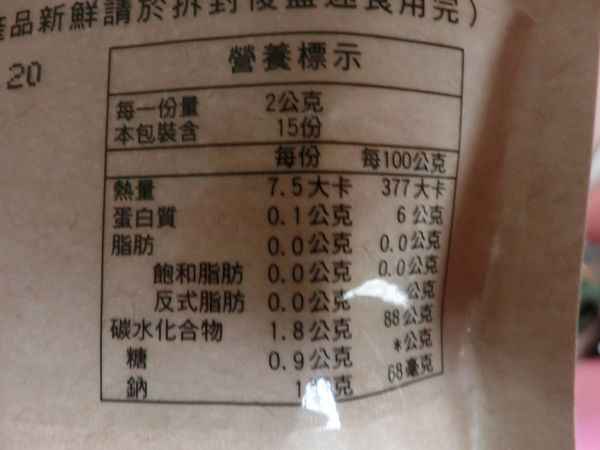 產品新鮮請於拆封後盡速食用完)
20
營養標示
每一份量 2公克
本包裝含 15份
每份 每100公克
熱量 7.5大卡 377大卡
蛋白質 0.1公克 6公克
脂肪 0.0公克 0.0公克
飽和脂肪 0.0公克 0.0公克
反式脂肪 0.0公克 公克
碳水化合物 1.8公克 88公克
糖 0.9公克 *公克
鈉 1 克 68毫克